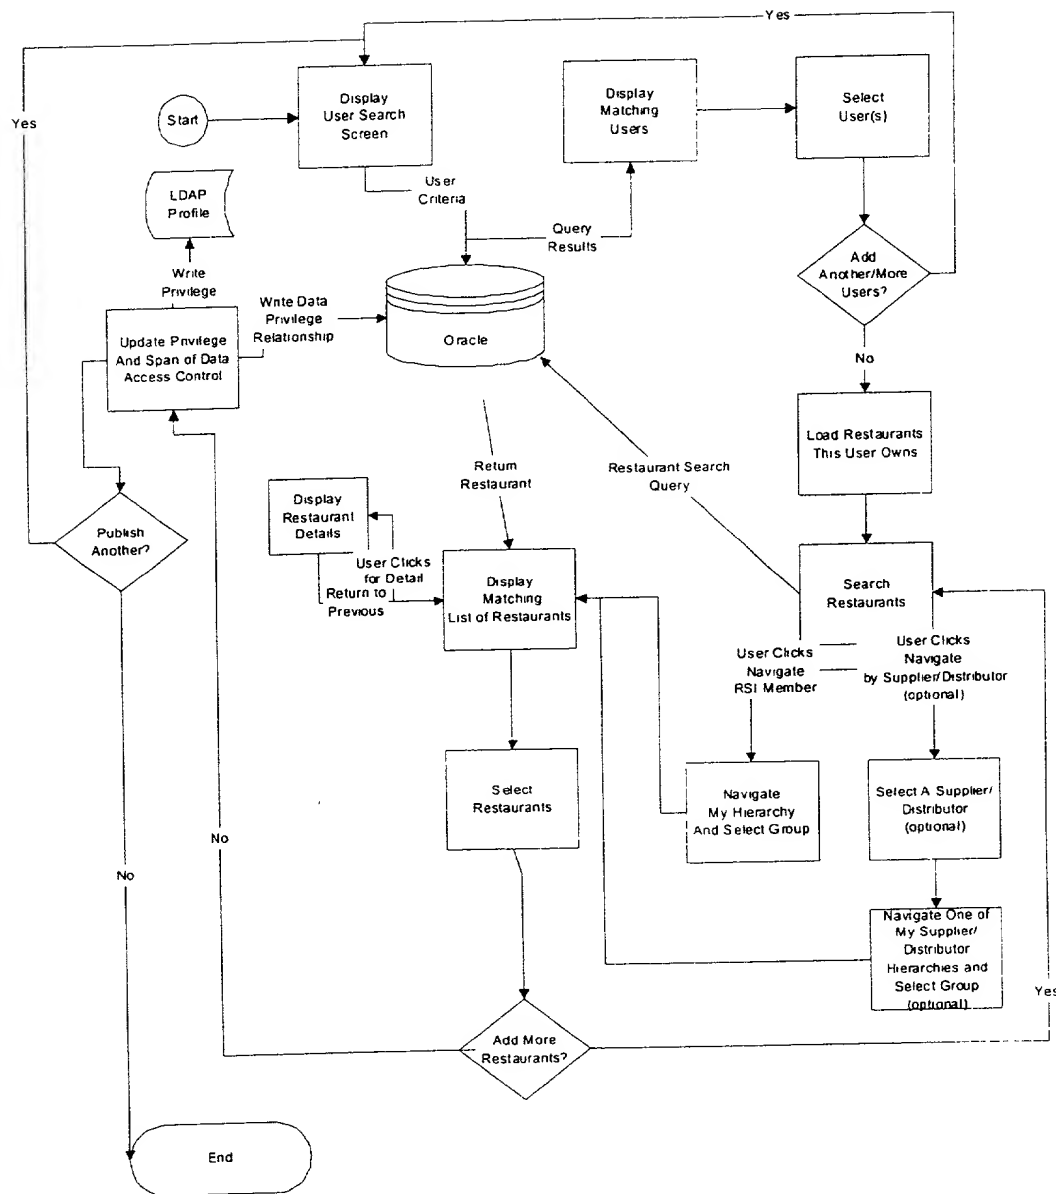 Yes
Yes
Start
Display
User Search
Screen
Display
Matching
Users
Select
User(s)
LDAP
Profile
User
Criteria
Query
Results
Add
Another/More
Users?
Write
Privilege
Write Data
Privilege
Relationship
Oracle
Update Privilege
And Span of Data
Access Control
No
Load Restaurants
This User Owns
Return
Restaurant
Restaurant Search
Query
Display
Restaurant
Details
Publish
Another?
User Clicks
for Detail
Return to
Previous
Display
Matching
List of Restaurants
Search
Restaurants
User Clicks
Navigate
RSI Member
User Clicks
Navigate
by Supplier/Distributor
(optional)
Select
Restaurants
Navigate
My Hierarchy
And Select Group
Select A Supplier/
Distributor
(optional)
No
No
Navigate One of
My Supplier/
Distributor
Hierarchies and
Select Group
(optional)
Yes
Add More
Restaurants?
End